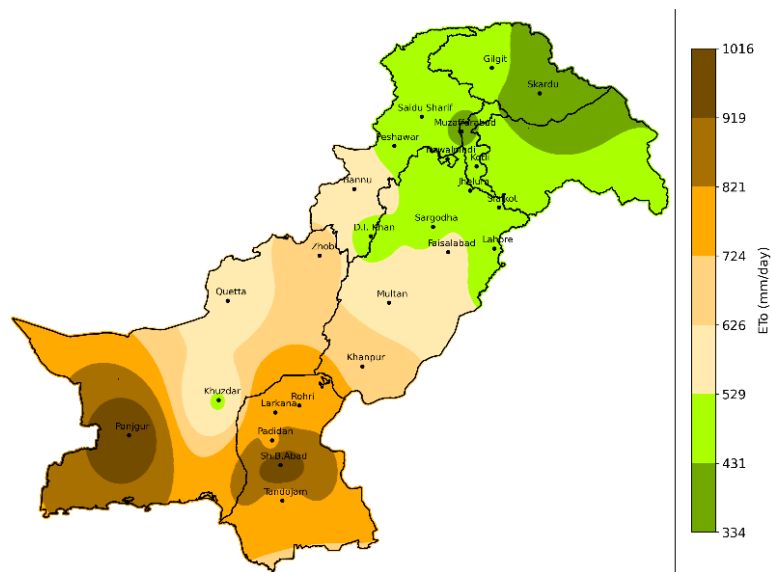 1016
919
821
724
626
529
431
334
ETo (mm/day)
Gilgit
Skardu
Saidu Sharif
Muzaffarabad
Peshawar
Rawalpindi
Kotli
Bannu
Jhelum
Sialkot
Sargodha
D.I. Khan
Faisalabad
Lahore
Zhob
Quetta
Multan
Khanpur
Khuzdar
Rohri
Larkana
Panjgur
Padidan
Sh.B.Abad
Tandojam